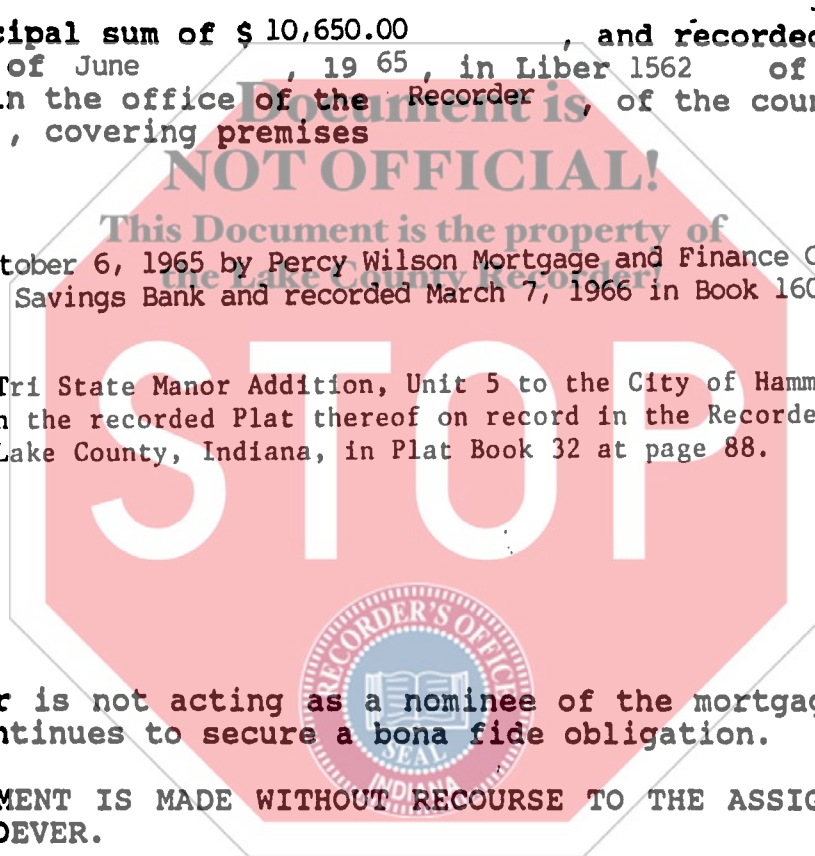 cipal sum of $ 10,650.00 , and recorded
of June , 19 65 , in Liber 1562 of
in the office of the Recorder , of the coun
, covering premises
Document is
NOT OFFICIAL!
This Document is the property of
the Lake County Recorder!
tober 6, 1965 by Percy Wilson Mortgage and Finance C
Savings Bank and recorded March 7, 1966 in Book 160
Tri State Manor Addition, Unit 5 to the City of Hamm
n the recorded Plat thereof on record in the Recorde
Lake County, Indiana, in Plat Book 32 at page 88.
STOP
RECORDER'S OFFICE
SEAL
INDIANA
r is not acting as a nominee of the mortgag
ntinues to secure a bona fide obligation.
MENT IS MADE WITHOUT RECOURSE TO THE ASSIG
OEVER.